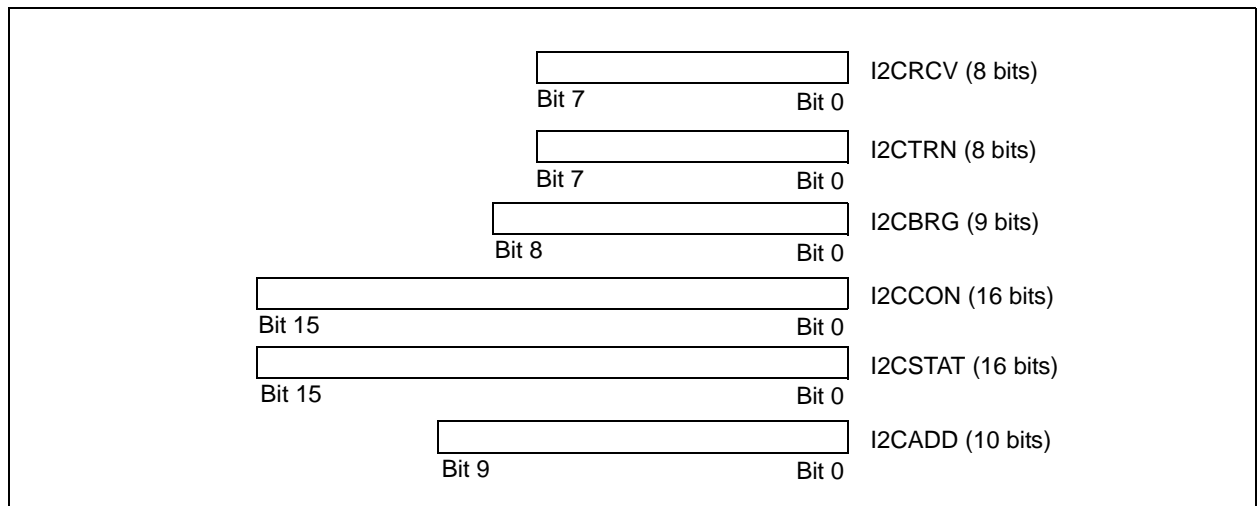 I2CRCV (8 bits)
Bit 7 Bit 0
I2CTRN (8 bits)
Bit 7 Bit 0
I2CBRG (9 bits)
Bit 8 Bit 0
I2CCON (16 bits)
Bit 15 Bit 0
I2CSTAT (16 bits)
Bit 15 Bit 0
I2CADD (10 bits)
Bit 9 Bit 0